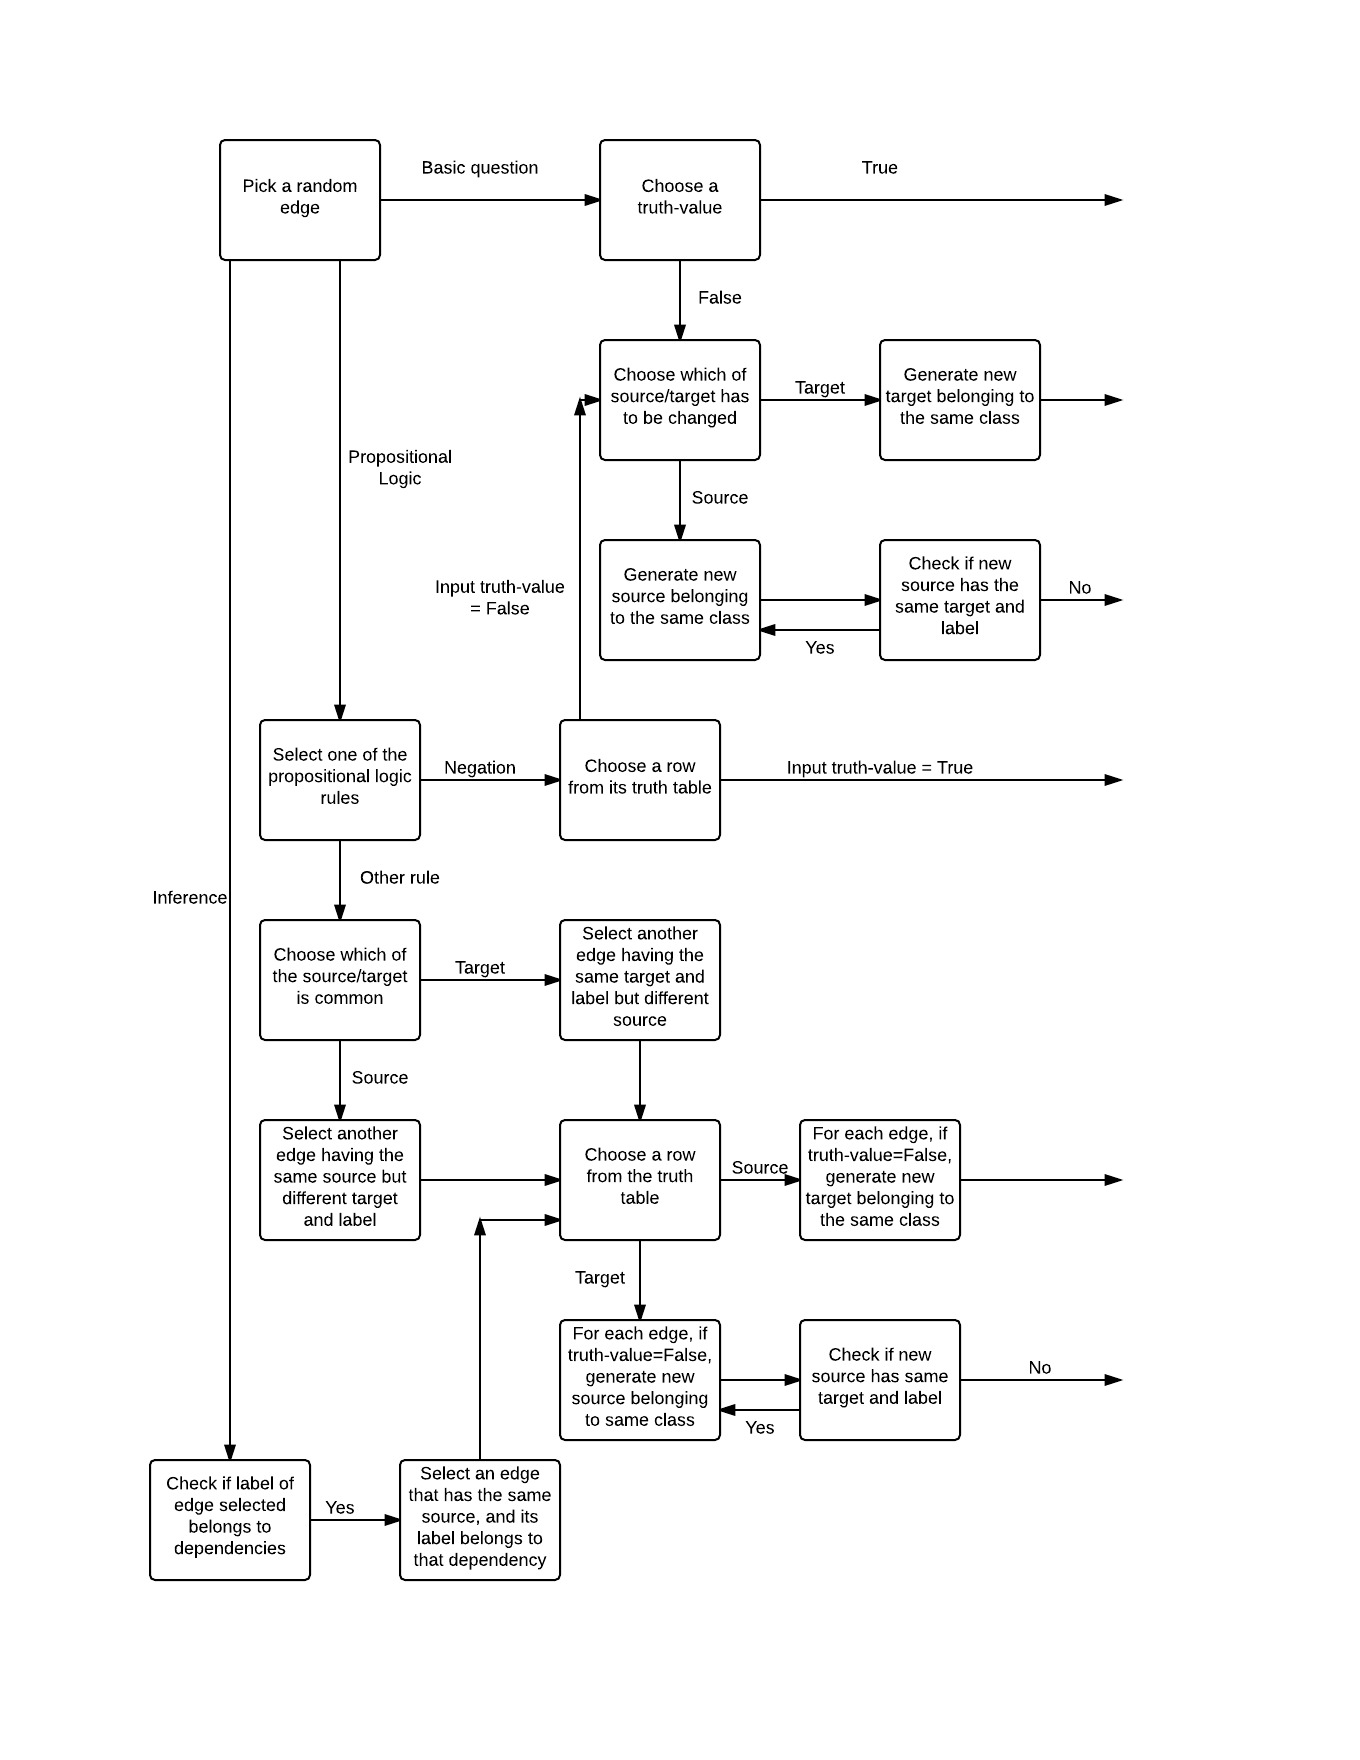 Pick a random
edge
Basic question
Choose a
truth-value
True
False
Choose which of
source/target has
to be changed
Target
Generate new
target belonging to
the same class
Propositional
Logic
Source
Input truth-value
= False
Generate new
source belonging
to the same class
Yes
Check if new
source has the
same target and
label
No
Select one of the
propositional logic
rules
Negation
Choose a row
from its truth table
Input truth-value = True
Other rule
Inference
Choose which of
the source/target
is common
Target
Select another
edge having the
same target and
label but different
source
Source
Select another
edge having the
same source but
different target
and label
Choose a row
from the truth
table
Source
For each edge, if
truth-value=False,
generate new
target belonging to
the same class
Target
For each edge, if
truth-value=False,
generate new
source belonging
to same class
Yes
Check if new
source has same
target and label
No
Check if label of
edge selected
belongs to
dependencies
Yes
Select an edge
that has the same
source, and its
label belongs to
that dependency